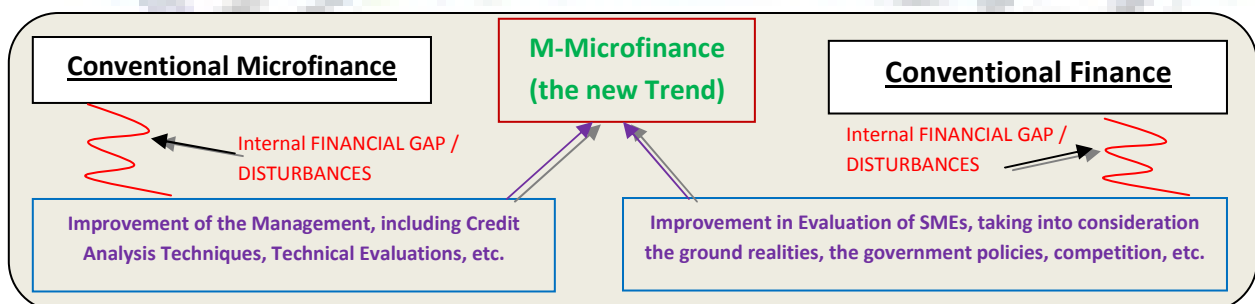 Conventional Microfinance
M-Microfinance
(the new Trend)
Conventional Finance
Internal FINANCIAL GAP /
DISTURBANCES
Internal FINANCIAL GAP /
DISTURBANCES
Improvement of the Management, including Credit
Analysis Techniques, Technical Evaluations, etc.
Improvement in Evaluation of SMEs, taking into consideration
the ground realities, the government policies, competition, etc.